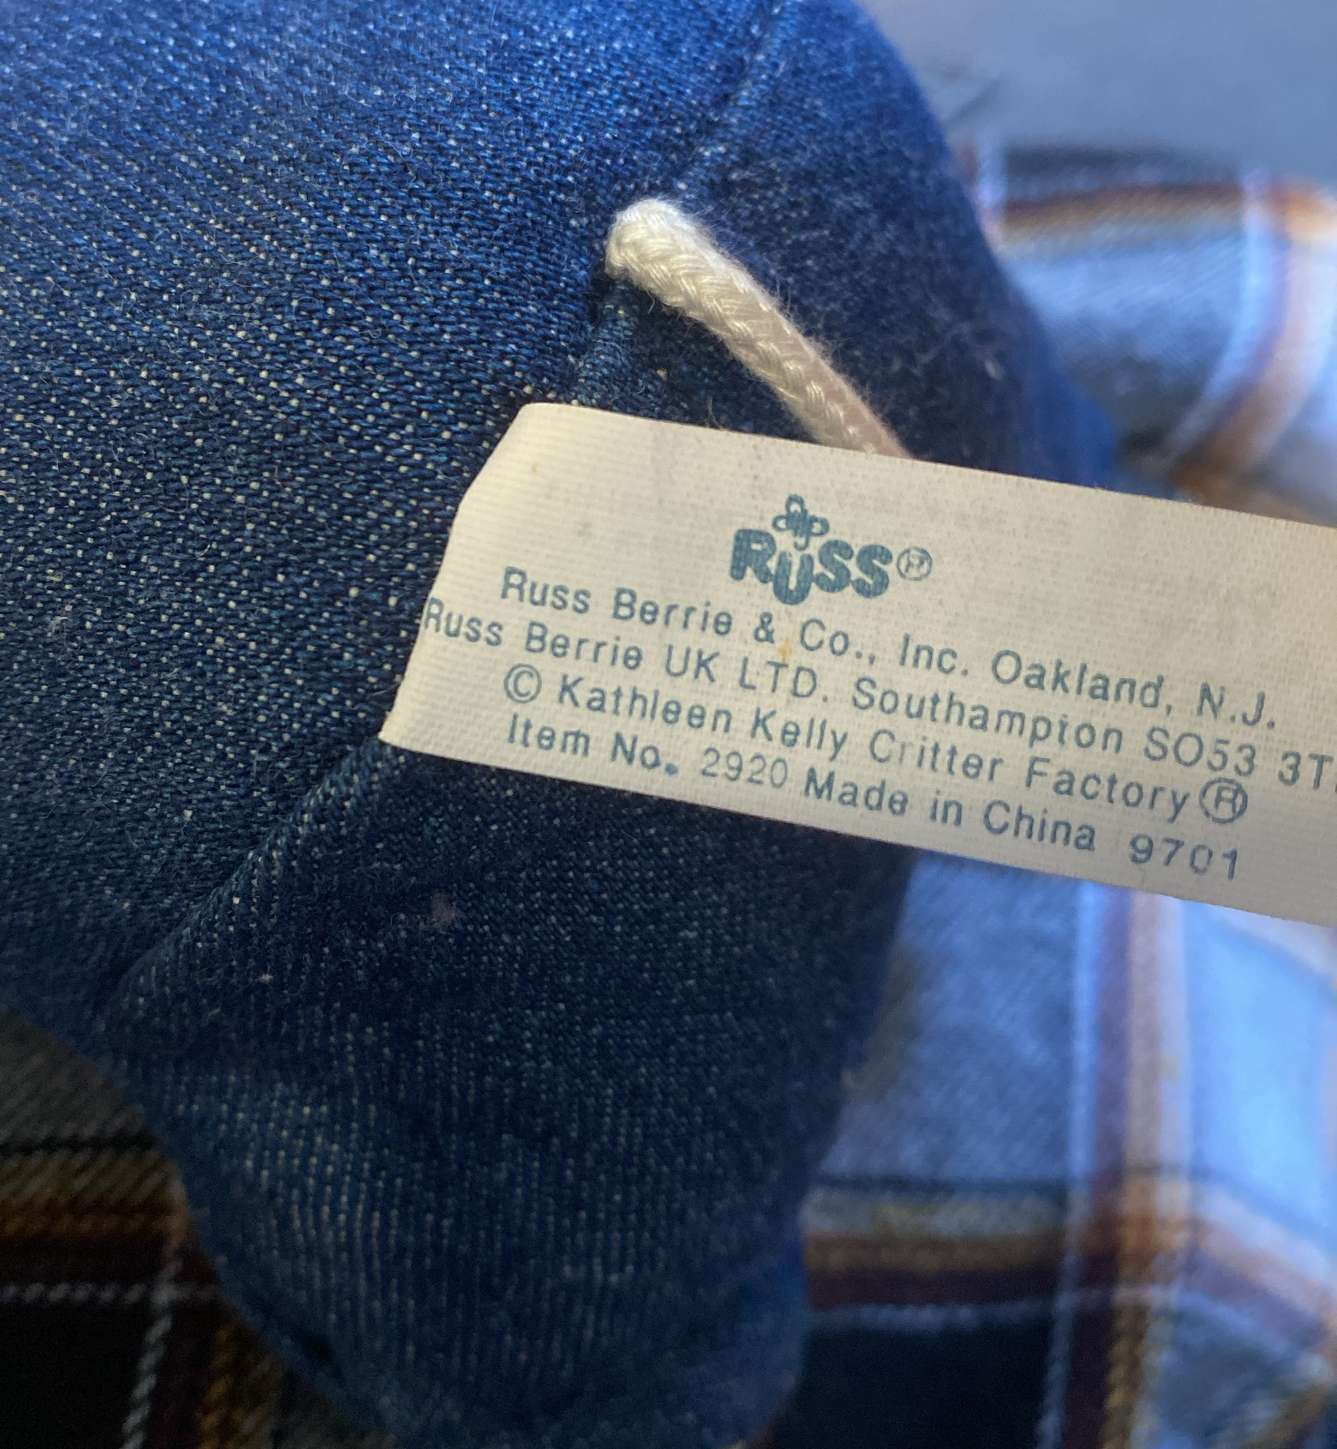 RUSS®
Russ Berrie & Co., Inc. Oakland, N.J.
Russ Berrie UK LTD. Southampton SO53 3T
© Kathleen Kelly Critter Factory®
Item No. 2920 Made in China 9701